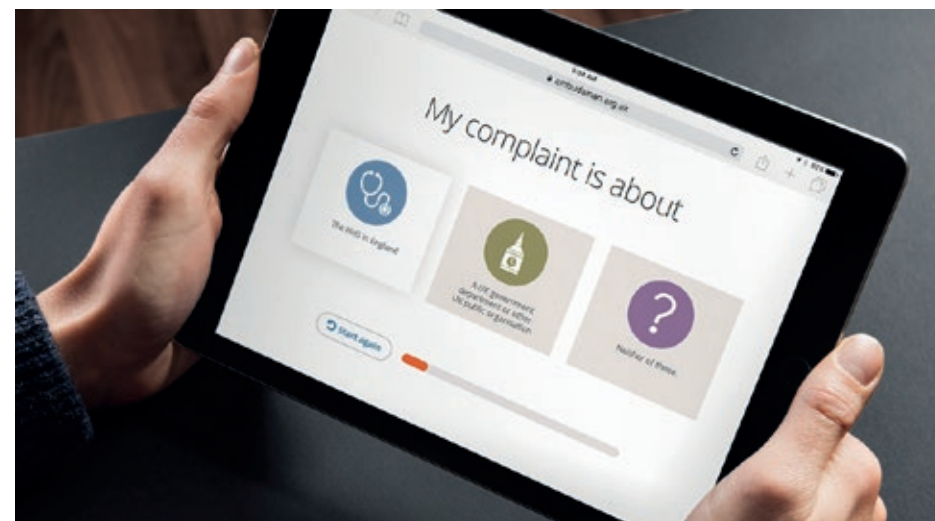 ombudsman.org.uk
My complaint is about
The NHS in England
A UK government
department or other
UK public organisation
Neither of these
Start again